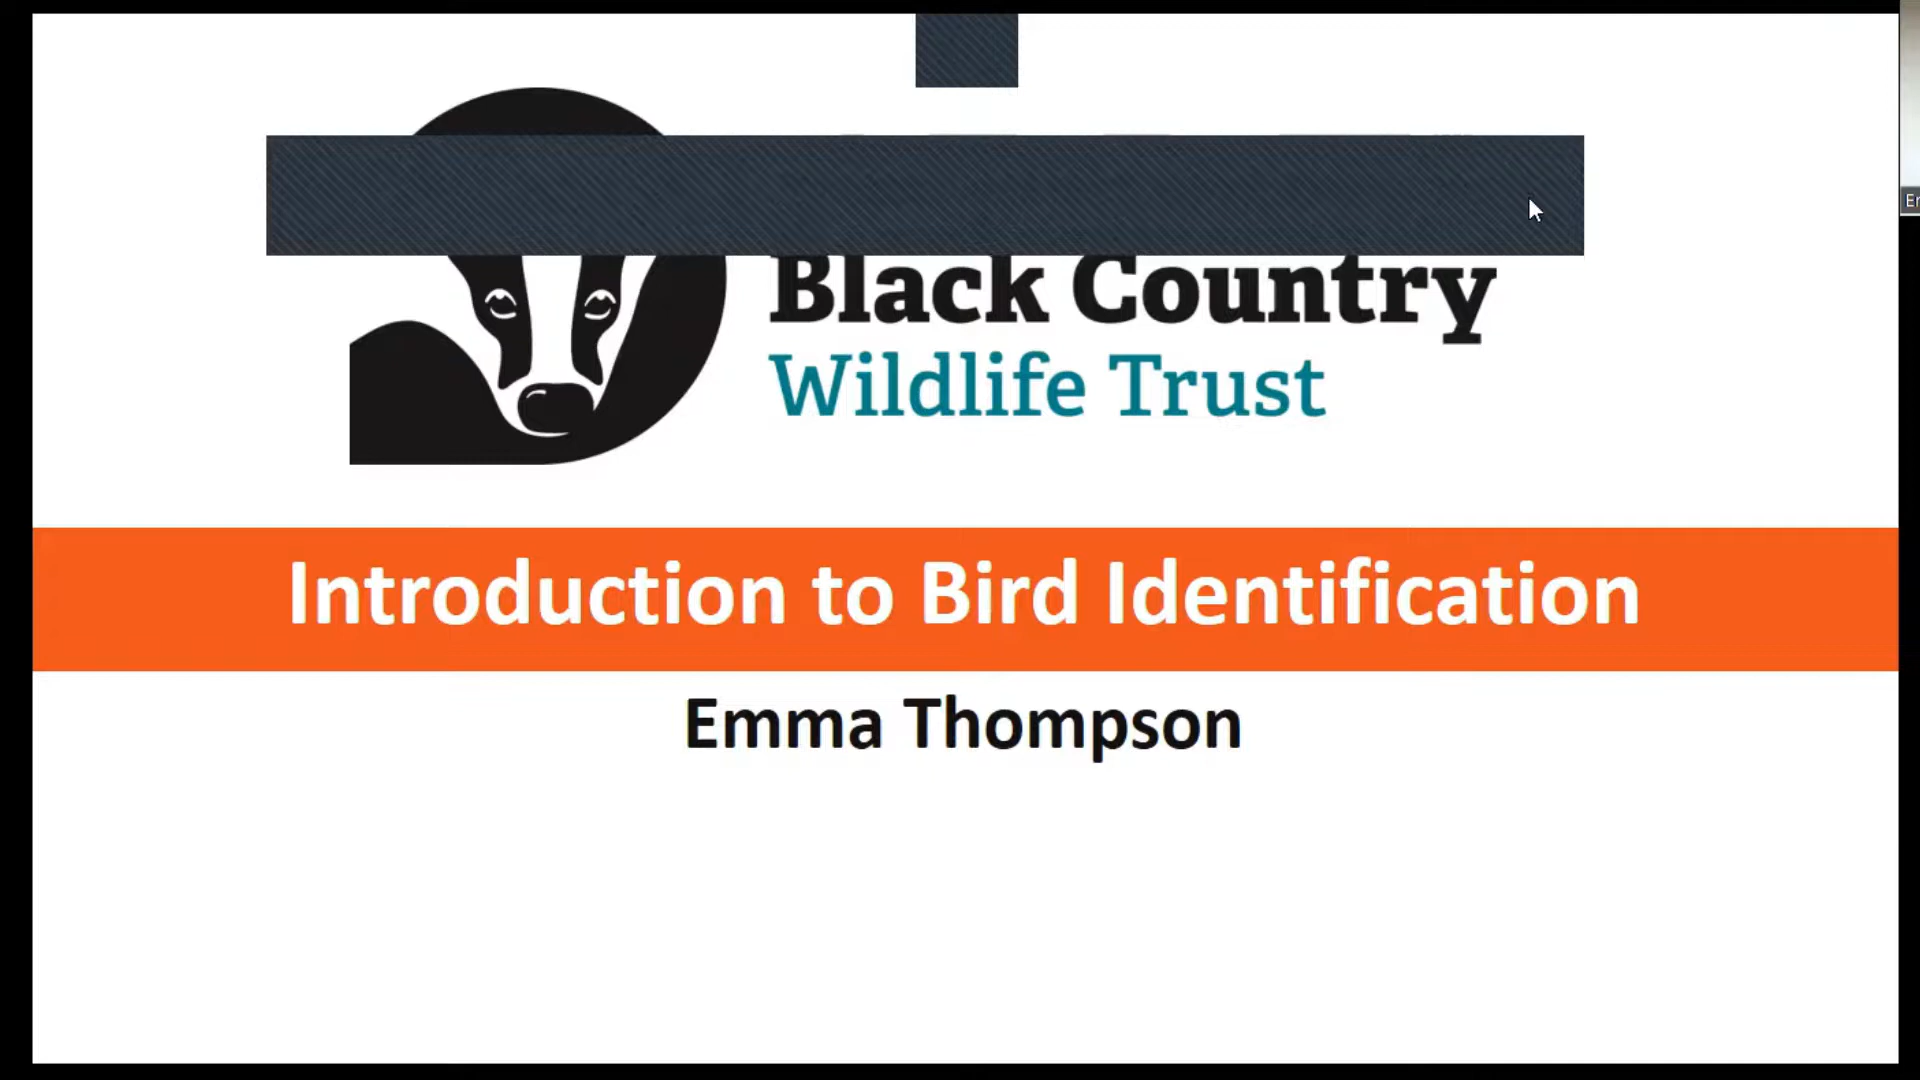 Black Country
Wildlife Trust
Introduction to Bird Identification
Emma Thompson